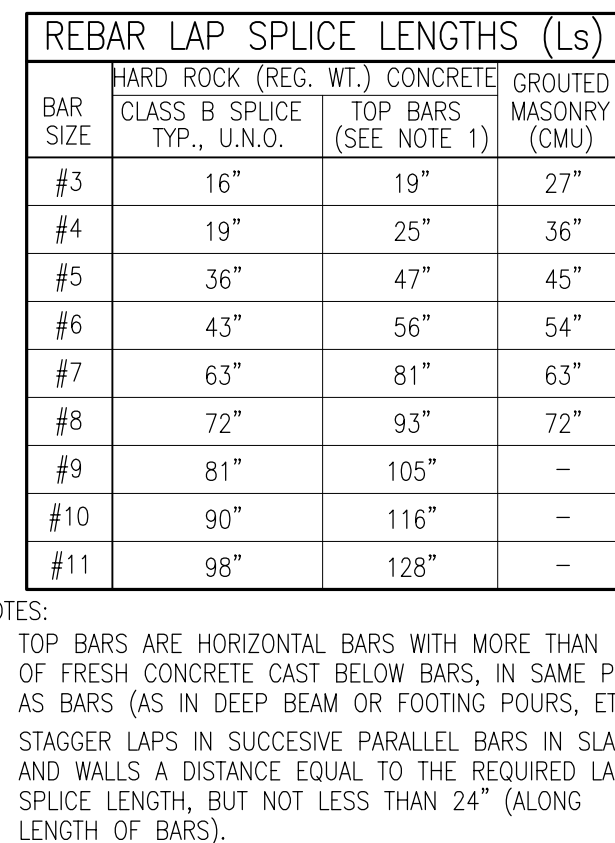 REBAR LAP SPLICE LENGTHS (Ls)
BAR SIZE
HARD ROCK (REG. WT.) CONCRETE
CLASS B SPLICE TYP., U.N.O.
TOP BARS (SEE NOTE 1)
GROUTED MASONRY (CMU)
#3 16" 19" 27"
#4 19" 25" 36"
#5 36" 47" 45"
#6 43" 56" 54"
#7 63" 81" 63"
#8 72" 93" 72"
#9 81" 105" –
#10 90" 116" –
#11 98" 128" –
OTES:
TOP BARS ARE HORIZONTAL BARS WITH MORE THAN
OF FRESH CONCRETE CAST BELOW BARS, IN SAME P
AS BARS (AS IN DEEP BEAM OR FOOTING POURS, ET
STAGGER LAPS IN SUCCESIVE PARALLEL BARS IN SLA
AND WALLS A DISTANCE EQUAL TO THE REQUIRED LA
SPLICE LENGTH, BUT NOT LESS THAN 24" (ALONG
LENGTH OF BARS).